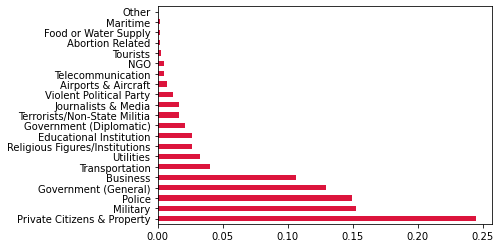 Other
Maritime
Food or Water Supply
Abortion Related
Tourists
NGO
Telecommunication
Airports & Aircraft
Violent Political Party
Journalists & Media
Terrorists/Non-State Militia
Government (Diplomatic)
Educational Institution
Religious Figures/Institutions
Utilities
Transportation
Business
Government (General)
Police
Military
Private Citizens & Property
0.00 0.05 0.10 0.15 0.20 0.25